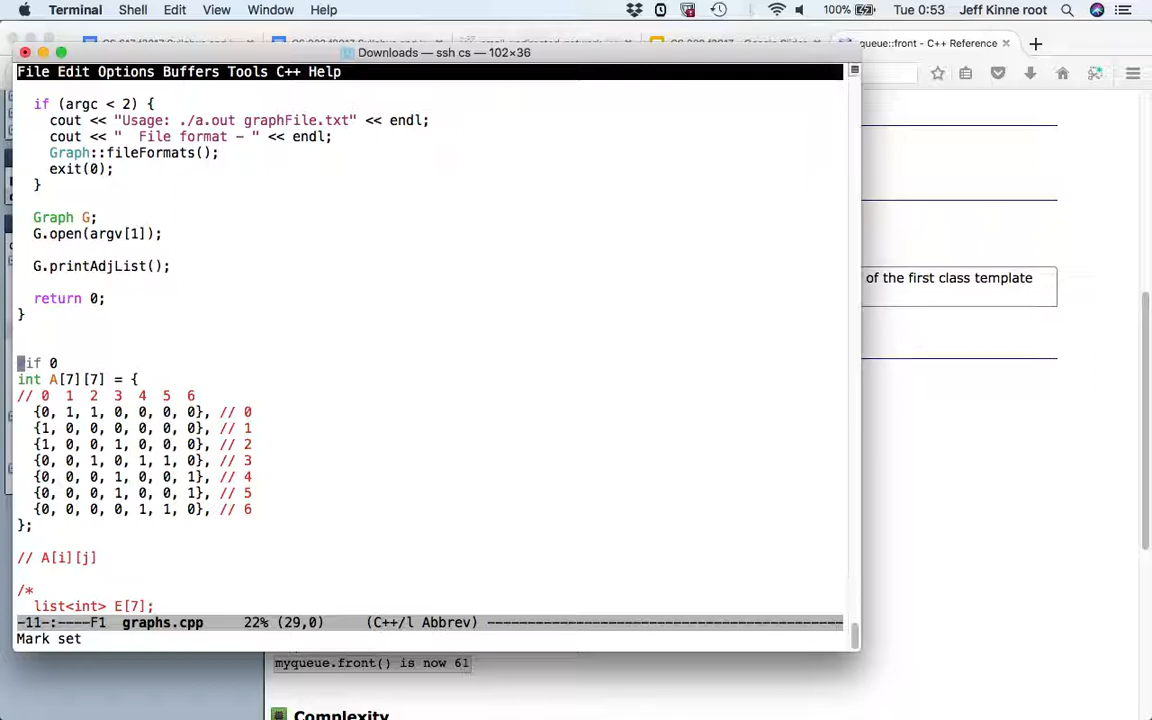 Terminal Shell Edit View Window Help 100% Tue 0:53 Jeff Kinne root
queue::front - C++ Reference
Downloads — ssh cs — 102×36
File Edit Options Buffers Tools C++ Help
if (argc < 2) {
cout << "Usage: ./a.out graphFile.txt" << endl;
cout << "  File format - " << endl;
Graph::fileFormats();
exit(0);
}
Graph G;
G.open(argv[1]);
G.printAdjList();
return 0;
}
of the first class template
#if 0
int A[7][7] = {
// 0  1  2  3  4  5  6
{0, 1, 1, 0, 0, 0, 0}, // 0
{1, 0, 0, 0, 0, 0, 0}, // 1
{1, 0, 0, 1, 0, 0, 0}, // 2
{0, 0, 1, 0, 1, 1, 0}, // 3
{0, 0, 0, 1, 0, 0, 1}, // 4
{0, 0, 0, 1, 0, 0, 1}, // 5
{0, 0, 0, 0, 1, 1, 0}, // 6
};
// A[i][j]
/*
list<int> E[7];
-11-:----F1  graphs.cpp     22% (29,0)     (C++/l Abbrev) ------------------------------------------
Mark set
myqueue.front() is now 61
Complexity